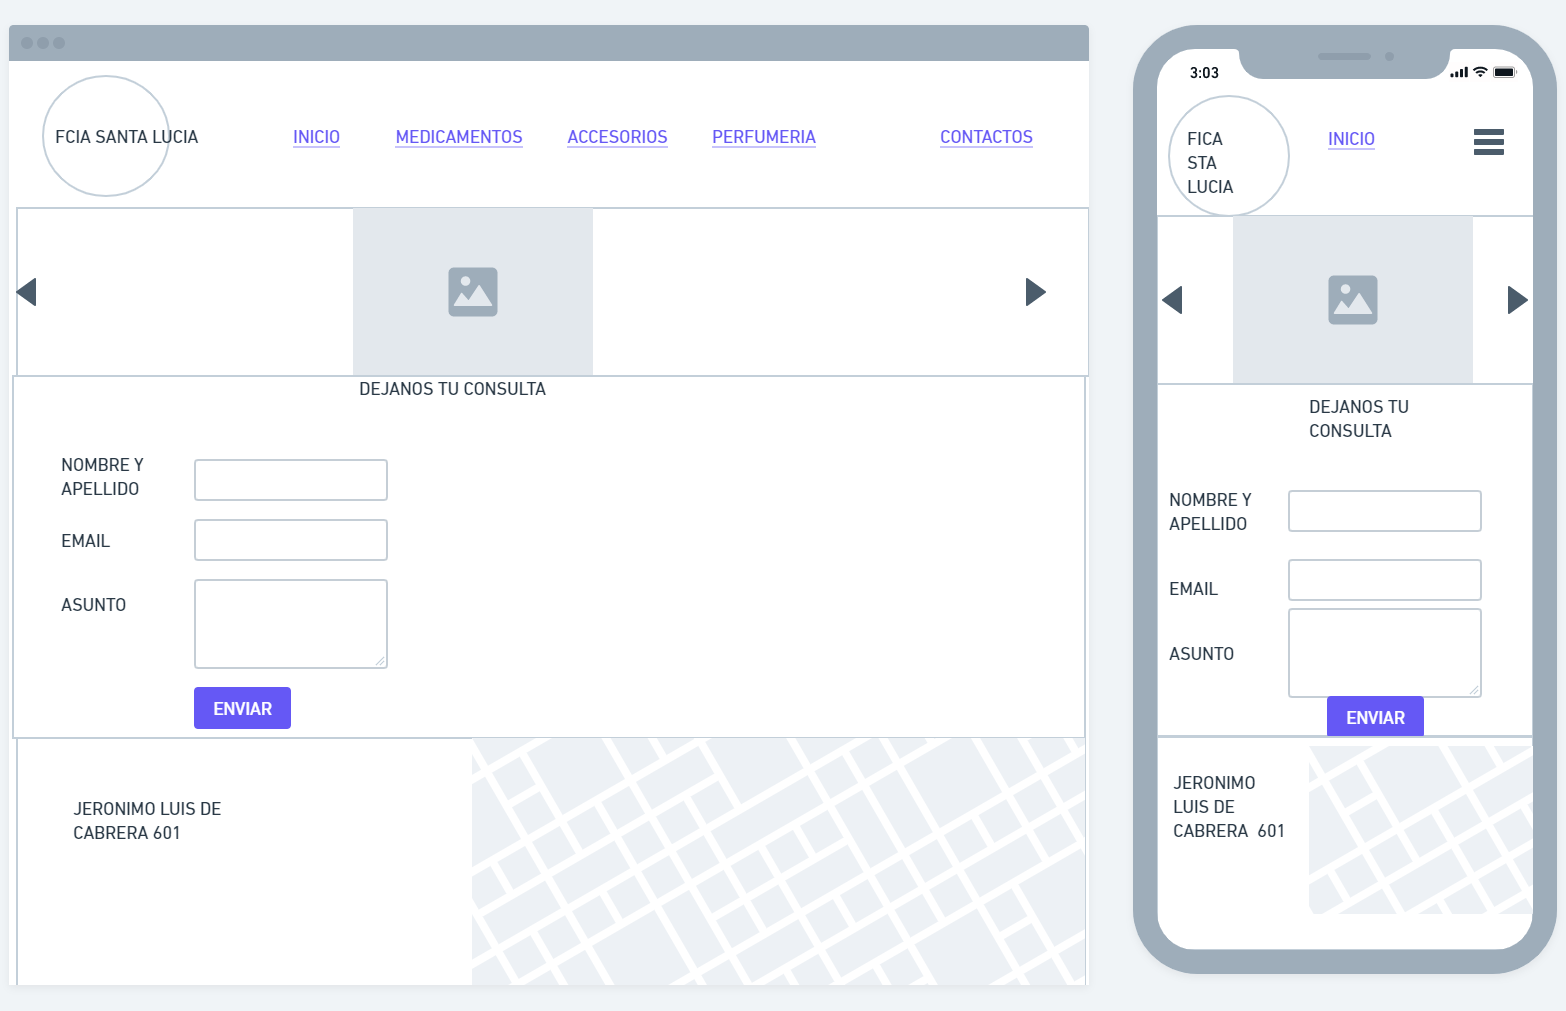 FCIA SANTA LUCIA
INICIO
MEDICAMENTOS
ACCESORIOS
PERFUMERIA
CONTACTOS
DEJANOS TU CONSULTA
NOMBRE Y
APELLIDO
EMAIL
ASUNTO
ENVIAR
JERONIMO LUIS DE
CABRERA 601
3:03
FICA
STA
LUCIA
INICIO
DEJANOS TU
CONSULTA
NOMBRE Y
APELLIDO
EMAIL
ASUNTO
ENVIAR
JERONIMO
LUIS DE
CABRERA 601